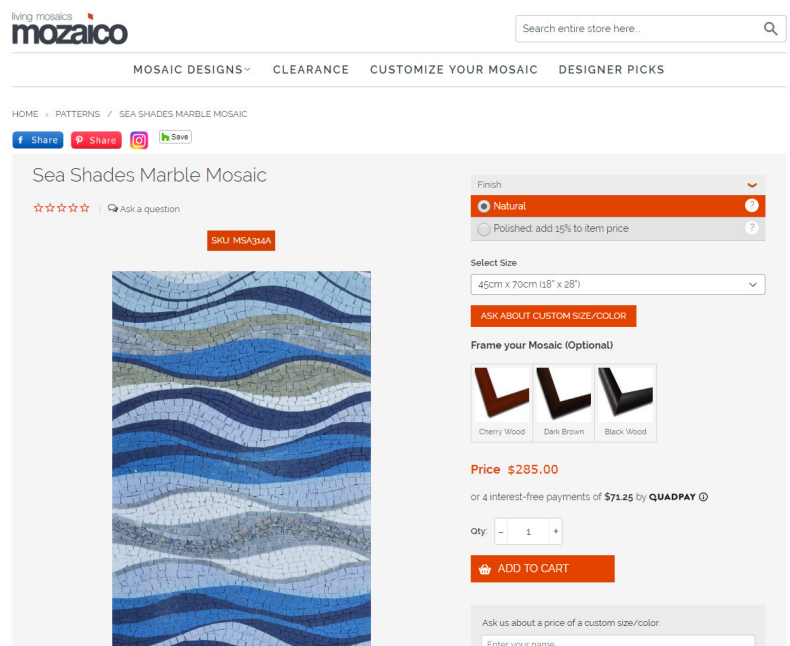 living mosaics
mozaico
Search entire store here...
MOSAIC DESIGNS
CLEARANCE
CUSTOMIZE YOUR MOSAIC
DESIGNER PICKS
HOME › PATTERNS / SEA SHADES MARBLE MOSAIC
f Share
Share
Save
Sea Shades Marble Mosaic
Ask a question
SKU: MSA314A
Finish
Natural
?
Polished: add 15% to item price
?
Select Size
45cm x 70cm (18" x 28")
ASK ABOUT CUSTOM SIZE/COLOR
Frame your Mosaic (Optional)
Cherry Wood
Dark Brown
Black Wood
Price $285.00
or 4 interest-free payments of $71.25 by QUADPAY
Qty: - 1 +
ADD TO CART
Ask us about a price of a custom size/color.
Enter your name